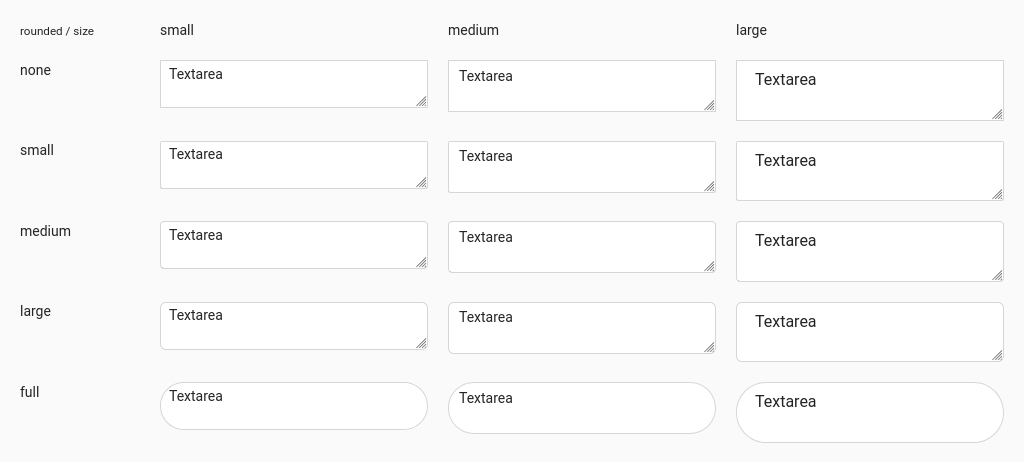 rounded / size small medium large
none Textarea Textarea Textarea
small Textarea Textarea Textarea
medium Textarea Textarea Textarea
large Textarea Textarea Textarea
full Textarea Textarea Textarea